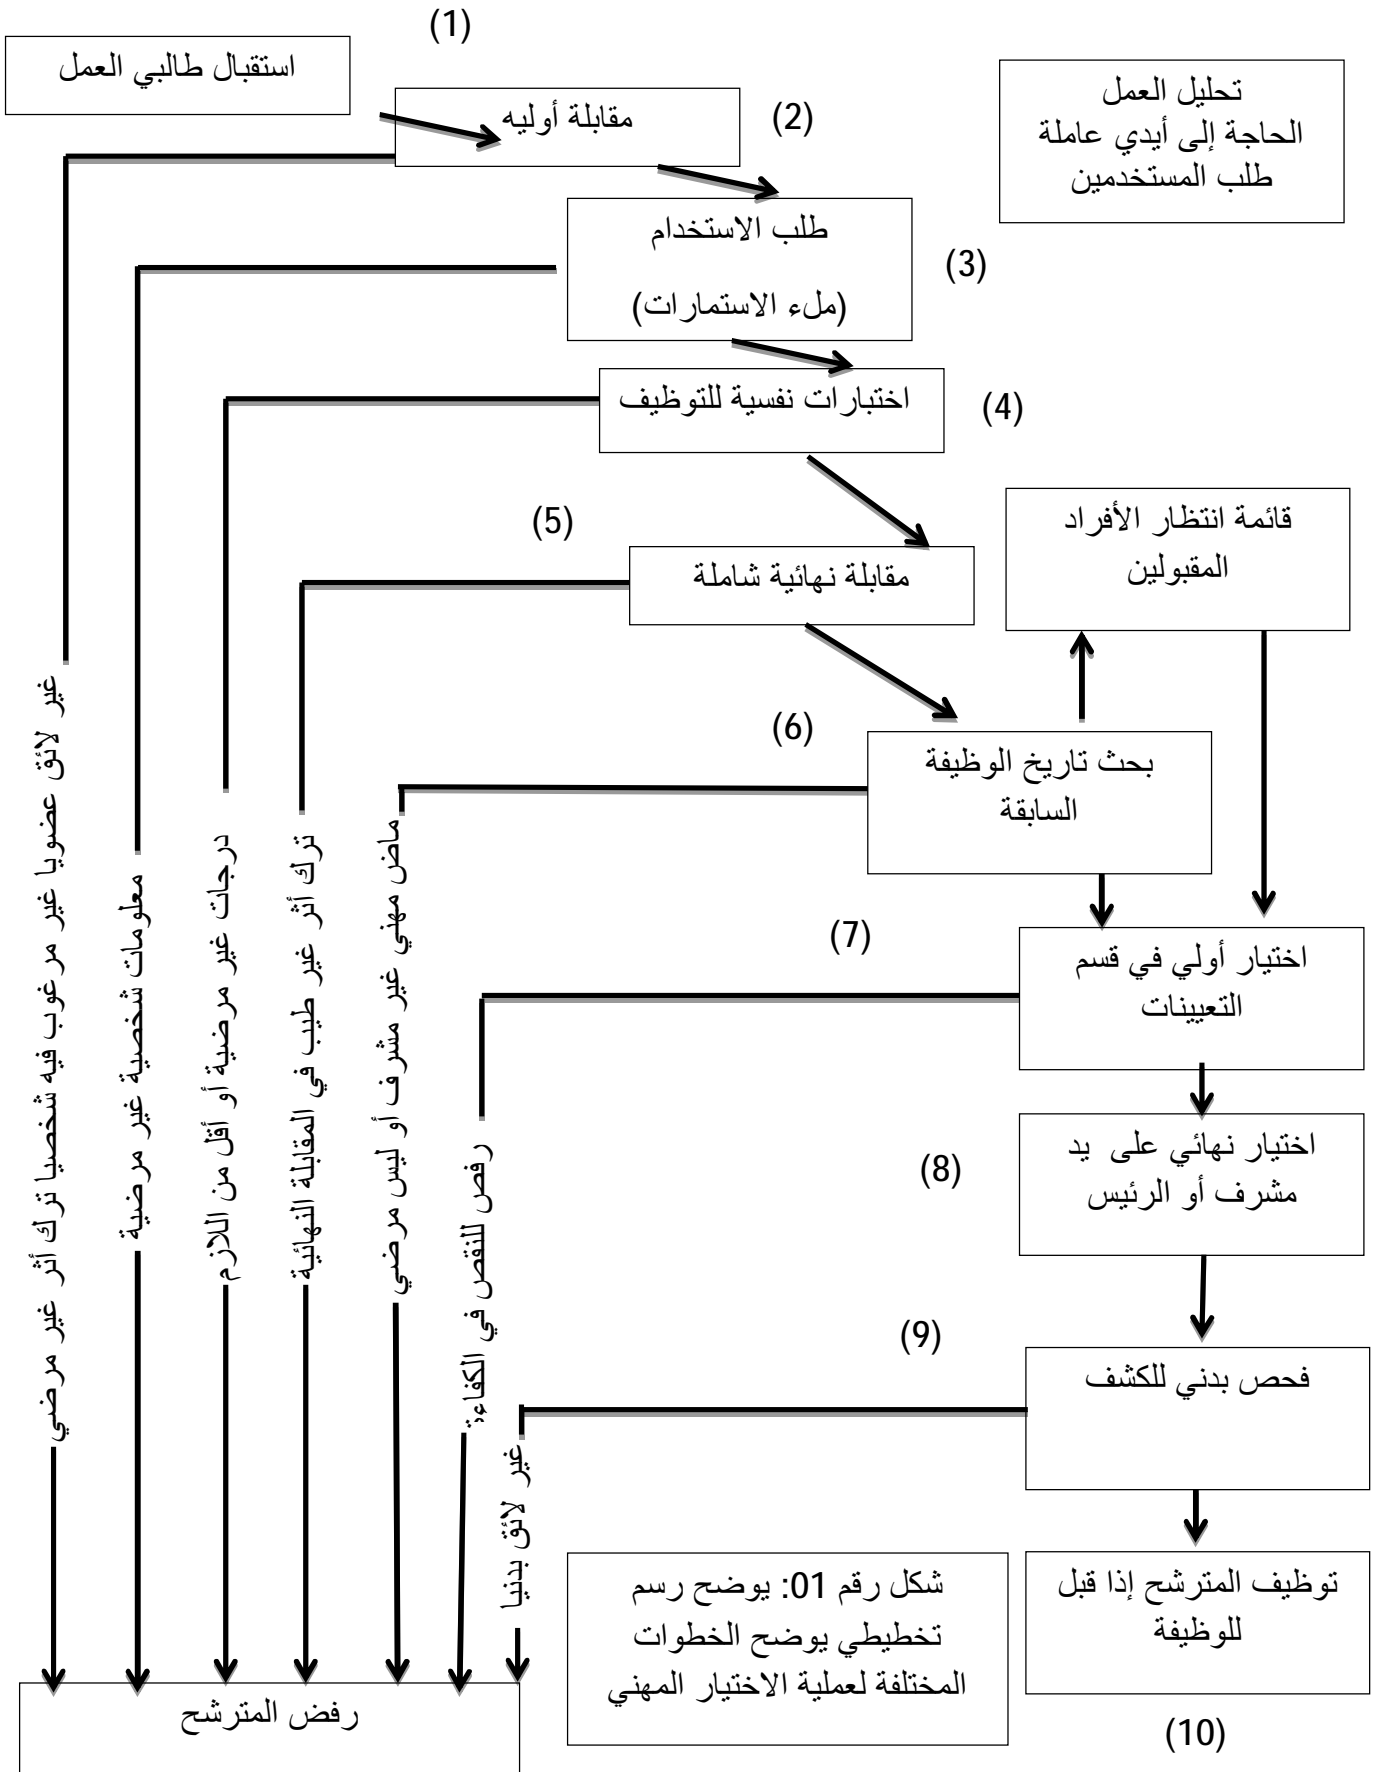 (1)
استقبال طالبي العمل
تحليل العمل
الحاجة إلى أيدي عاملة
طلب المستخدمين
مقابلة أوليه
(2)
طلب الاستخدام
(ملء الاستمارات)
(3)
اختبارات نفسية للتوظيف
(4)
قائمة انتظار الأفراد
المقبولين
(5)
مقابلة نهائية شاملة
(6)
بحث تاريخ الوظيفة
السابقة
(7)
اختيار أولي في قسم
التعيينات
(8)
اختيار نهائي على يد
مشرف أو الرئيس
(9)
فحص بدني للكشف
توظيف المترشح إذا قبل
للوظيفة
(10)
غير لائق عضويا غير مرغوب فيه شخصيا ترك أثر غير مرضي
معلومات شخصية غير مرضية
درجات غير مرضية أو أقل من اللازم
ترك أثر غير طيب في المقابلة النهائية
ماض مهني غير مشرف أو ليس مرضي
رفض للنقص في الكفاءة
غير لائق بدنيا
رفض المترشح
شكل رقم 01: يوضح رسم
تخطيطي يوضح الخطوات
المختلفة لعملية الاختيار المهني